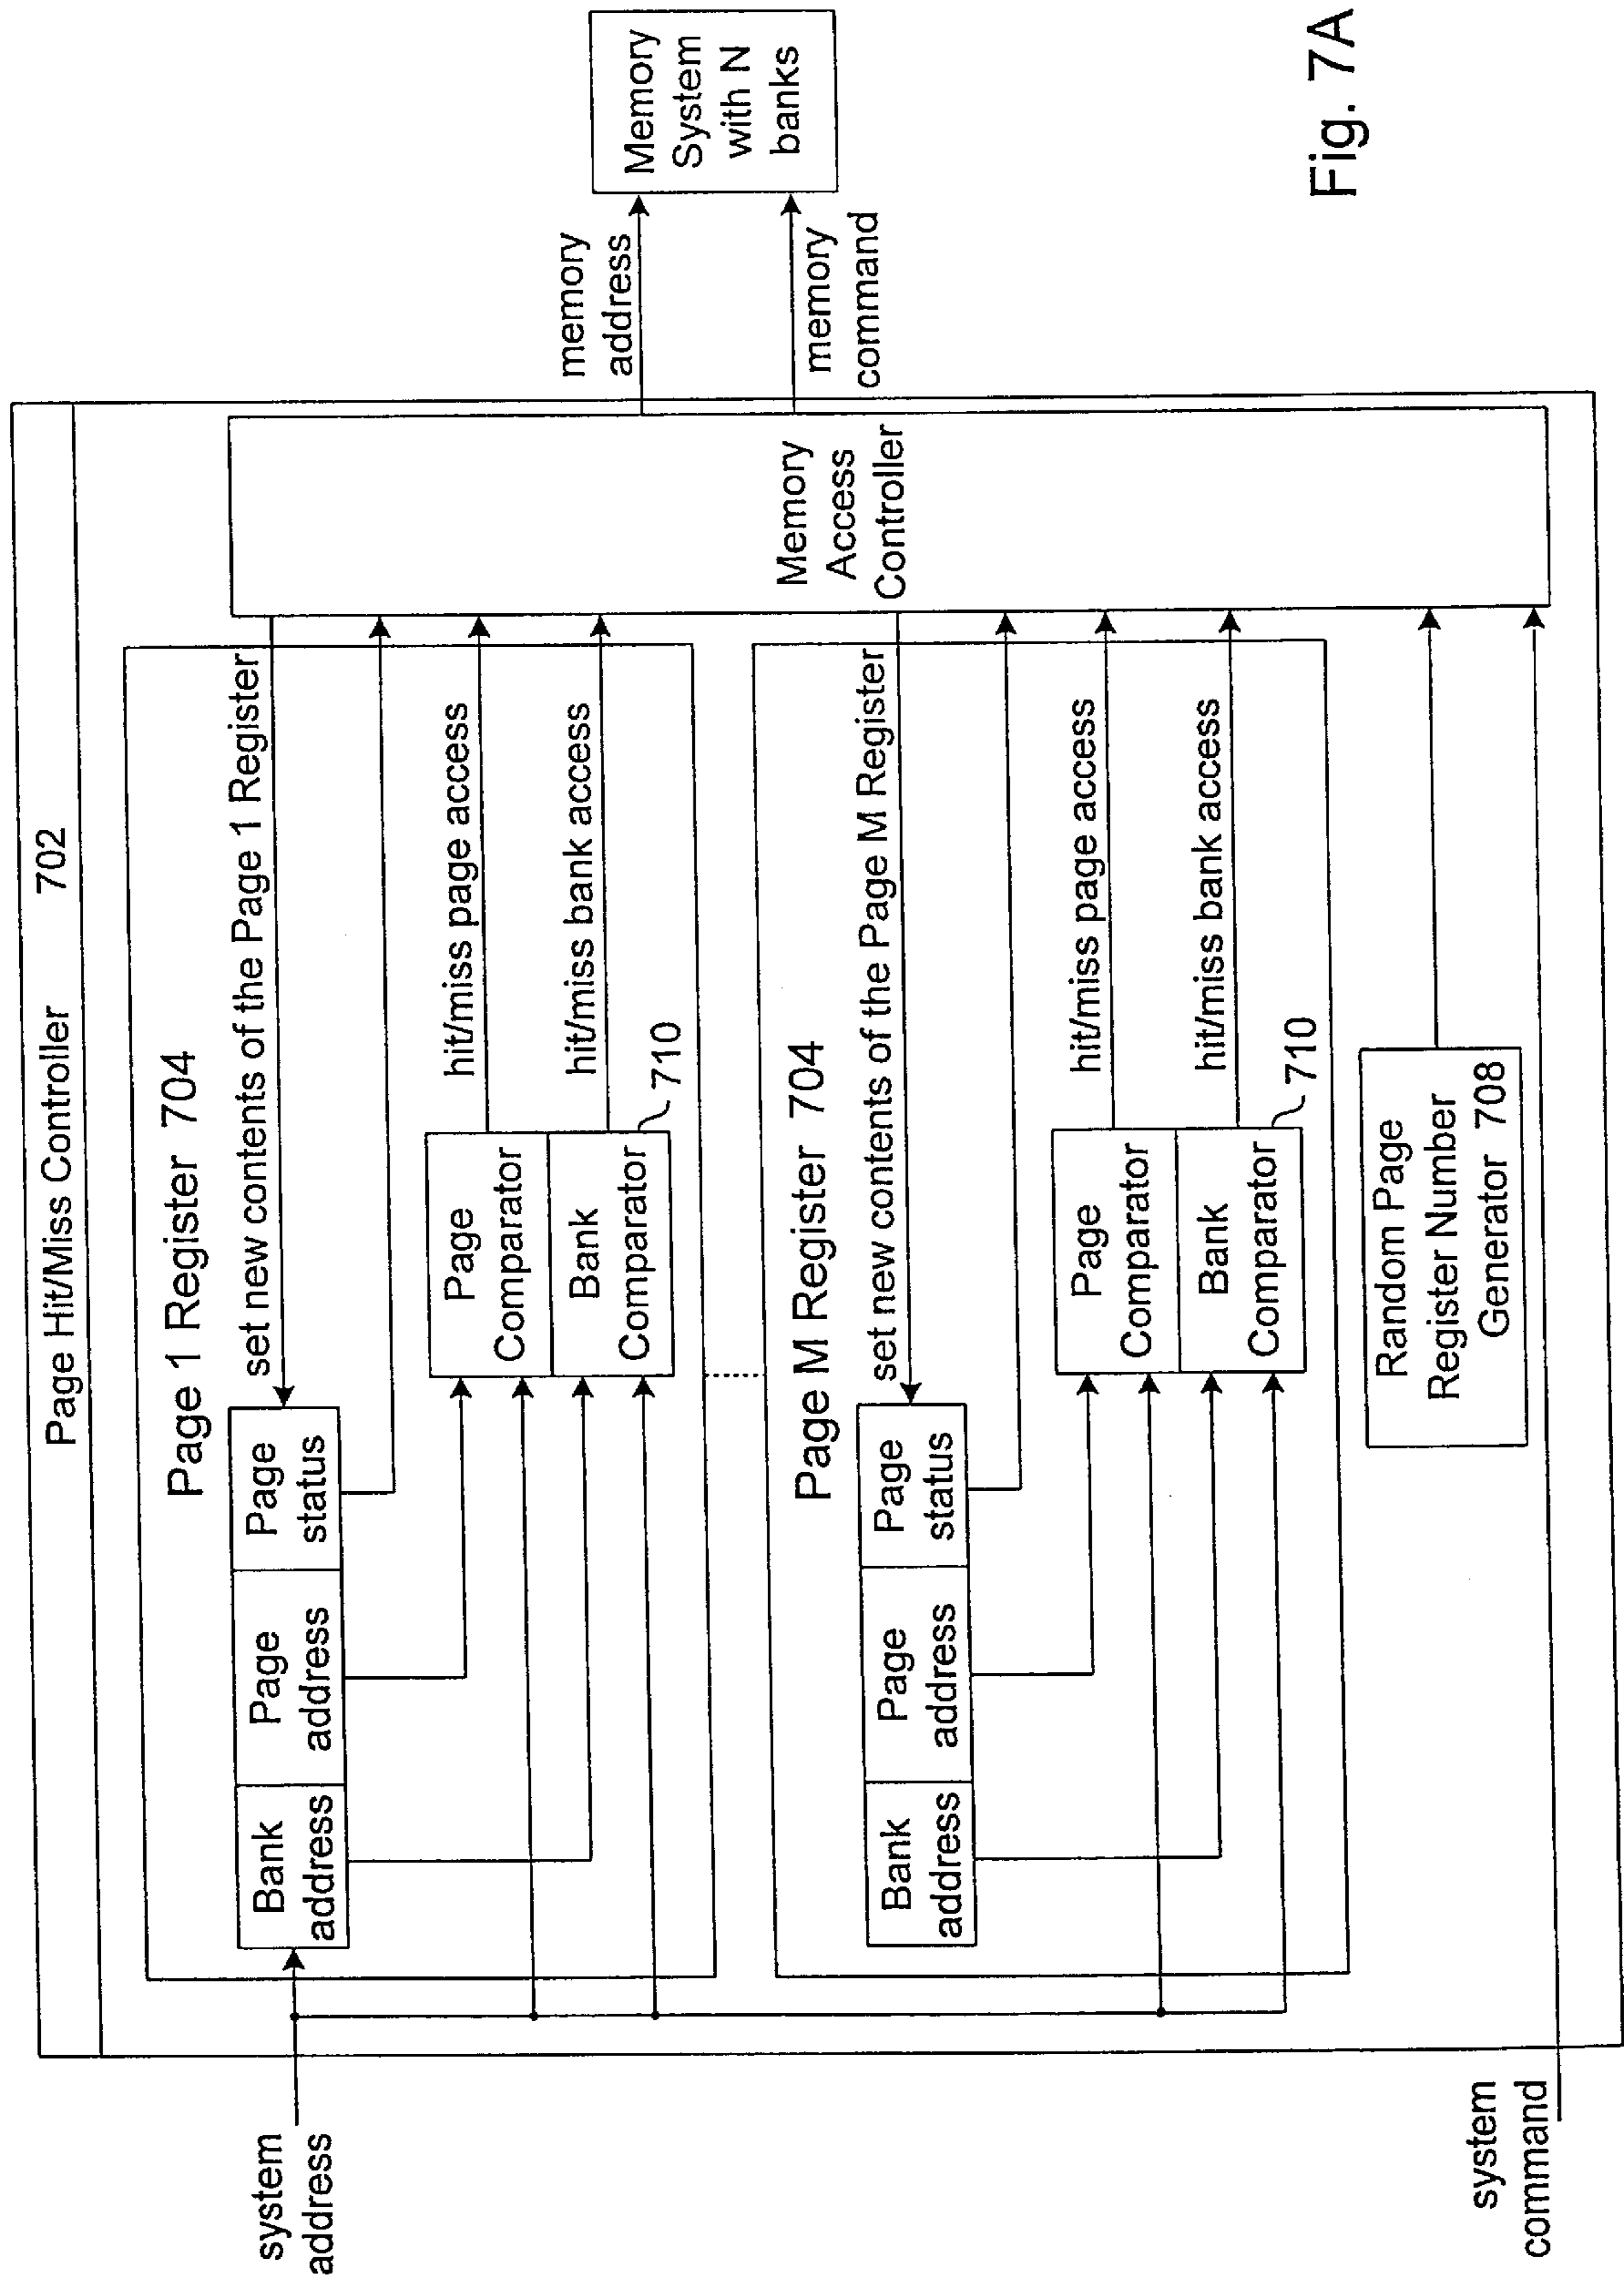 Page Hit/Miss Controller 702
Page 1 Register 704
set new contents of the Page 1 Register
Bank
address
Page
address
Page
status
Page
Comparator
Bank
Comparator
710
hit/miss page access
hit/miss bank access
Page M Register 704
set new contents of the Page M Register
Bank
address
Page
address
Page
status
Page
Comparator
Bank
Comparator
710
hit/miss page access
hit/miss bank access
Random Page
Register Number
Generator 708
Memory
Access
Controller
memory
address
memory
command
Memory
System
with N
banks
system
address
system
command
Fig. 7A